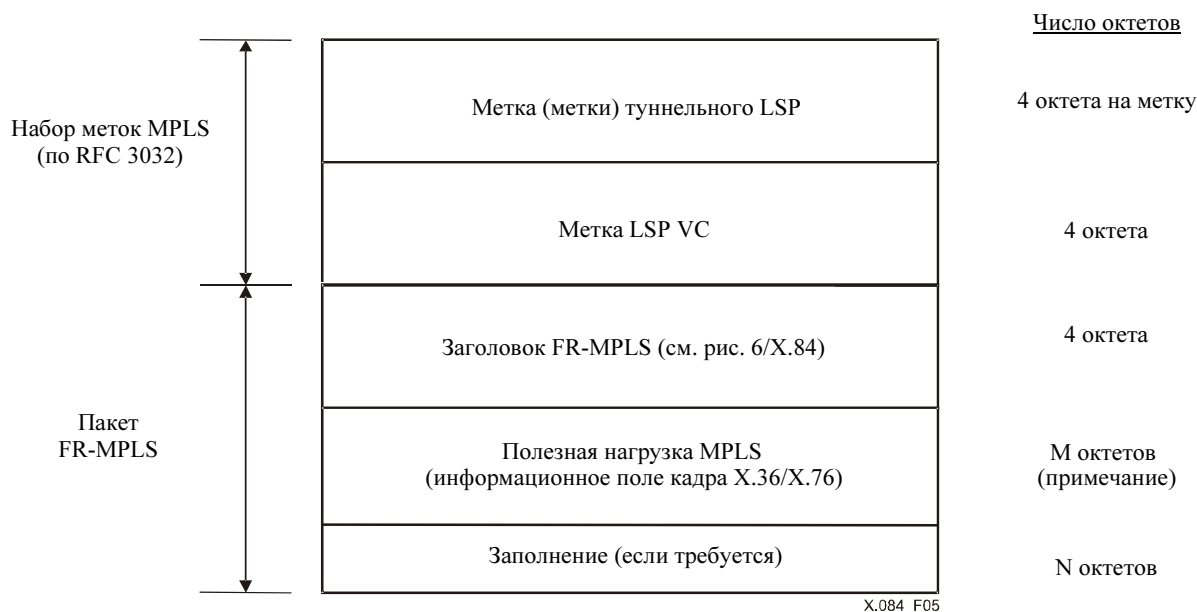 Число октетов
Метка (метки) туннельного LSP
4 октета на метку
Набор меток MPLS
(по RFC 3032)
Метка LSP VC
4 октета
Заголовок FR-MPLS (см. рис. 6/X.84)
4 октета
Пакет
FR-MPLS
Полезная нагрузка MPLS
(информационное поле кадра X.36/X.76)
M октетов
(примечание)
Заполнение (если требуется)
N октетов
X.084_F05